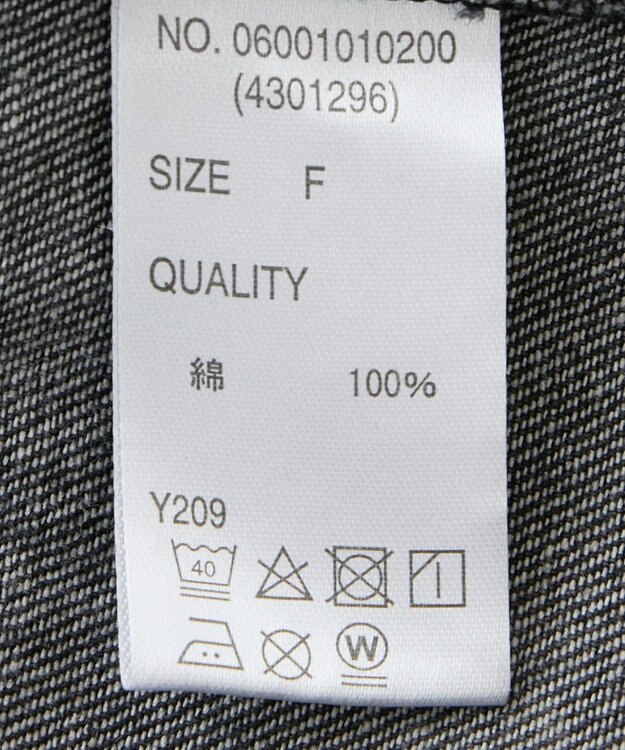 NO. 06001010200
(4301296)
SIZE F
QUALITY
綿 100%
Y209
40
W